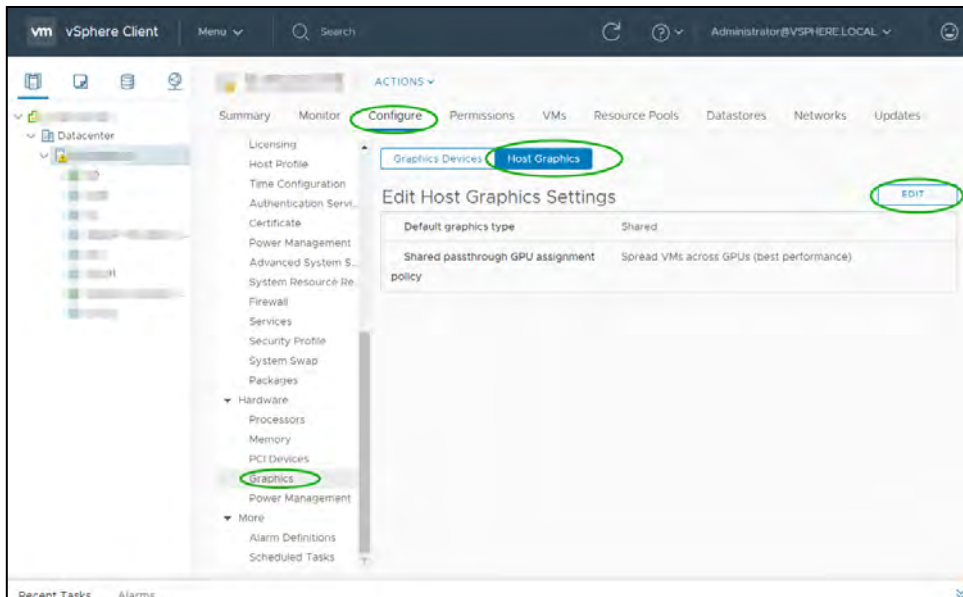 vm vSphere Client Menu Search Administrator@VSPHERE.LOCAL
ACTIONS
Summary Monitor Configure Permissions VMs Resource Pools Datastores Networks Updates
Datacenter
Licensing
Host Profile
Time Configuration
Authentication Servi...
Certificate
Power Management
Advanced System S...
System Resource Re...
Firewall
Services
Security Profile
System Swap
Packages
Hardware
Processors
Memory
PCI Devices
Graphics
Power Management
More
Alarm Definitions
Scheduled Tasks
Graphics Devices Host Graphics
Edit Host Graphics Settings EDIT
Default graphics type Shared
Shared passthrough GPU assignment Spread VMs across GPUs (best performance)
policy
Recent Tasks Alarms